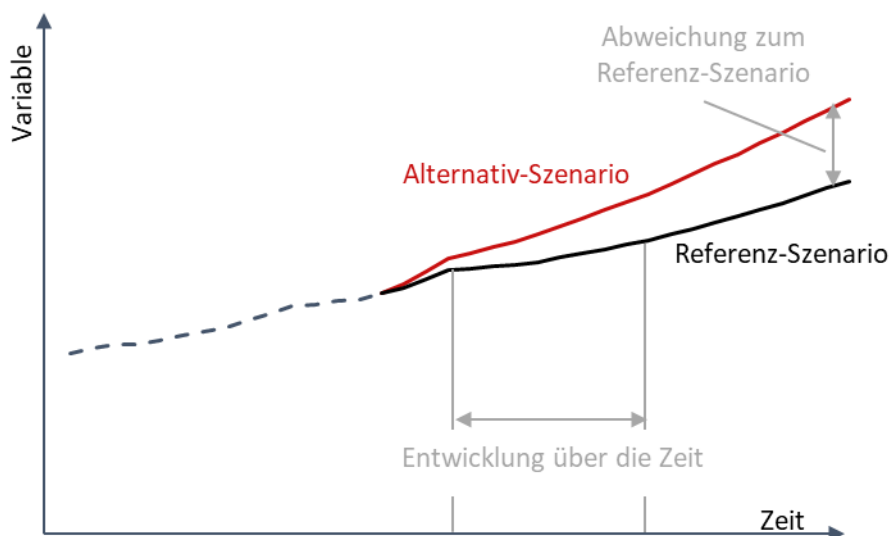 Variable
Abweichung zum
Referenz-Szenario
Alternativ-Szenario
Referenz-Szenario
Entwicklung über die Zeit
Zeit